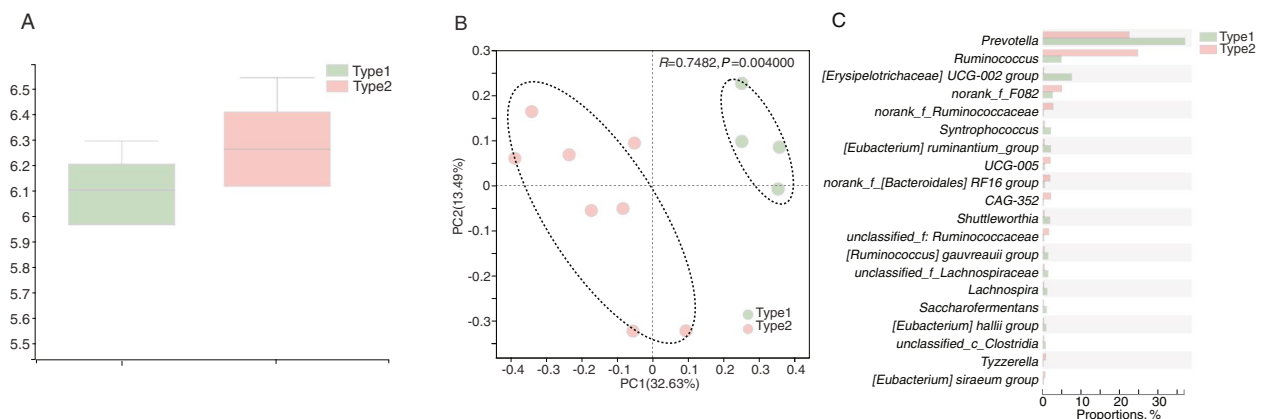 A
6.5
6.4
6.3
6.2
6.1
6
5.9
5.8
5.7
5.6
5.5
Type1
Type2
B
R=0.7482, P=0.004000
0.3
0.2
0.1
0
-0.1
-0.2
-0.3
PC2(13.49%)
-0.4
-0.3
-0.2
-0.1
0
0.1
0.2
0.3
0.4
PC1(32.63%)
Type1
Type2
C
Type1
Type2
Prevotella
Ruminococcus
[Erysipelotrichaceae] UCG-002 group
norank_f_F082
norank_f_Ruminococcaceae
Syntrophococcus
[Eubacterium] ruminantium_group
UCG-005
norank_f_[Bacteroidales] RF16 group
CAG-352
Shuttleworthia
unclassified_f: Ruminococcaceae
[Ruminococcus] gauvreauii group
unclassified_f_Lachnospiraceae
Lachnospira
Saccharofermentans
[Eubacterium] hallii group
unclassified_c_Clostridia
Tyzzerella
[Eubacterium] siraeum group
0
10
20
30
Proportions, %